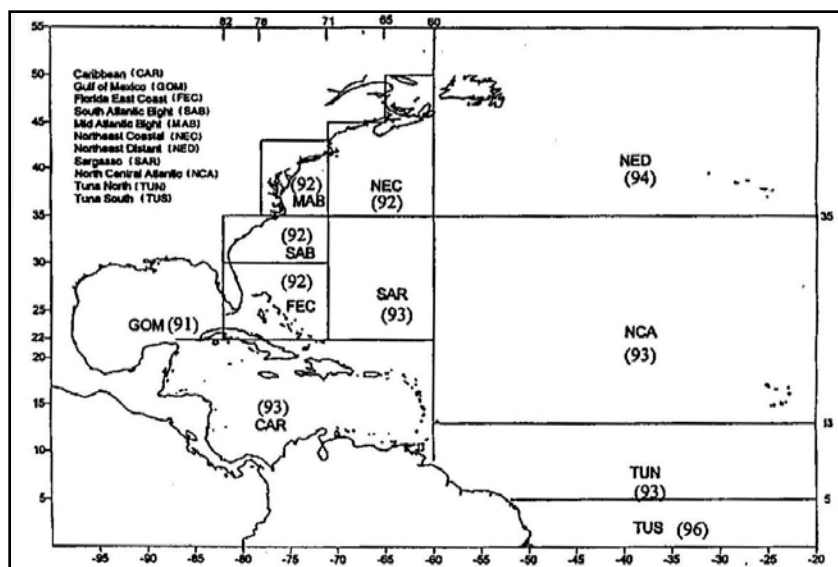 82 78 71 65 60
55
50
45
40
35
30
25
22
20
15
10
5
Caribbean (CAR)
Gulf of Mexico (GOM)
Florida East Coast (FEC)
South Atlantic Bight (SAB)
Mid Atlantic Bight (MAB)
Northeast Coastal (NEC)
Northeast Distant (NED)
Sargasso (SAR)
North Central Atlantic (NCA)
Tuna North (TUN)
Tuna South (TUS)
(92)
MAB
NEC
(92)
NED
(94)
35
(92)
SAB
(92)
FEC
SAR
(93)
GOM (91)
NCA
(93)
(93)
CAR
13
TUN
(93)
5
TUS (96)
-95 -90 -85 -80 -75 -70 -65 -60 -55 -50 -45 -40 -35 -30 -25 -20